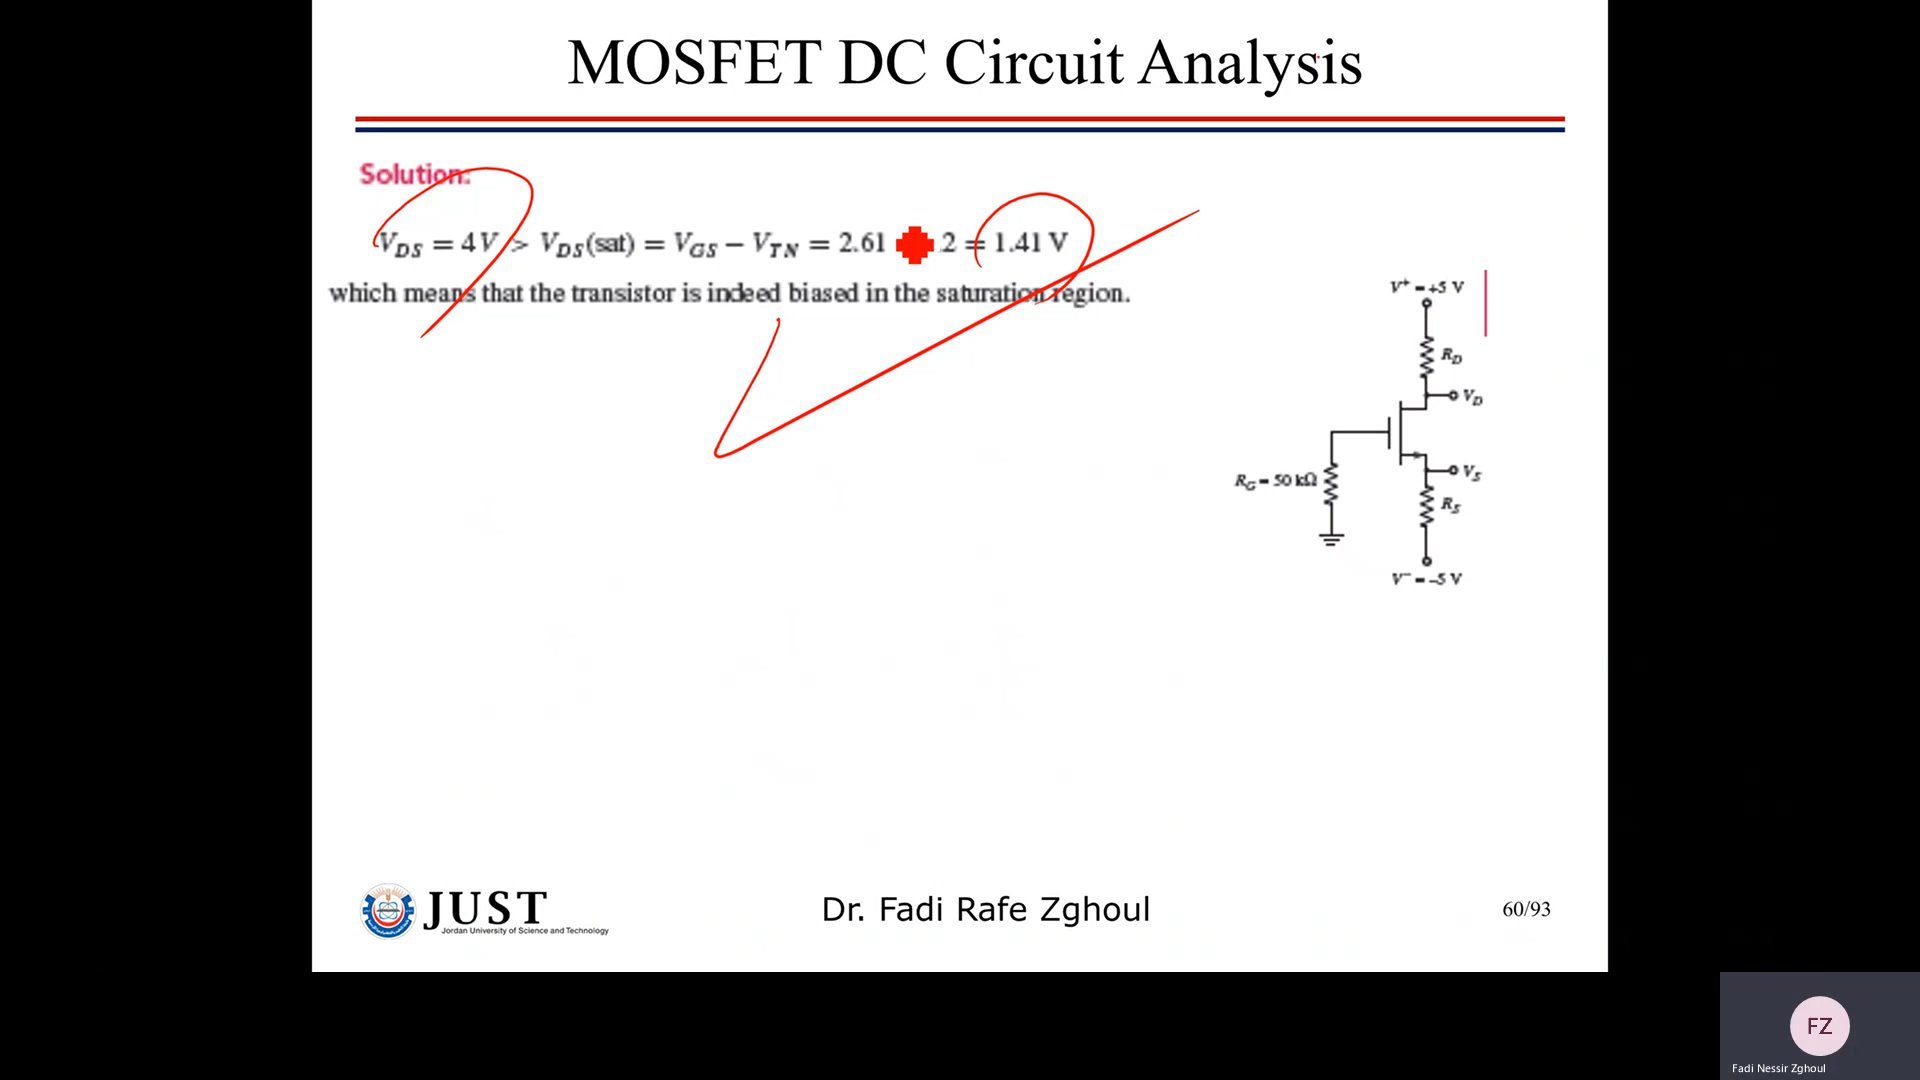 MOSFET DC Circuit Analysis
Solution:
V_DS = 4 V > V_DS(sat) = V_GS − V_TN = 2.61 .2 = 1.41 V
which means that the transistor is indeed biased in the saturation region.
V⁺ = +5 V
R_D
V_D
R_G = 50 kΩ
V_S
R_S
V⁻ = −5 V
JUST
Jordan University of Science and Technology
Dr. Fadi Rafe Zghoul
60/93
FZ
Fadi Nessir Zghoul